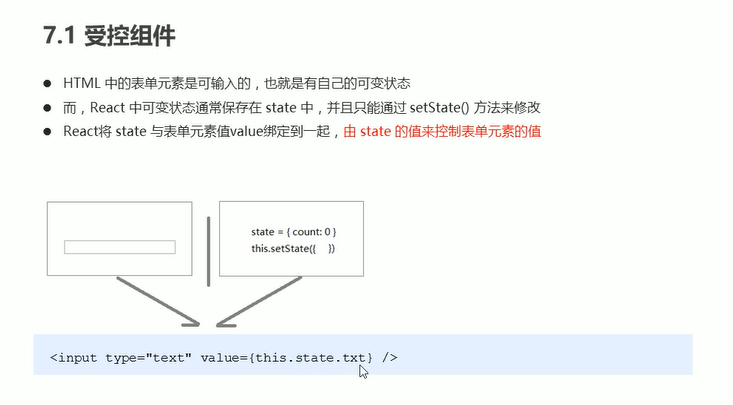 7.1 受控组件
HTML 中的表单元素是可输入的，也就是有自己的可变状态
而，React 中可变状态通常保存在 state 中，并且只能通过 setState() 方法来修改
React将 state 与表单元素值value绑定到一起，由 state 的值来控制表单元素的值
state = { count: 0 }
this.setState({ })
<input type="text" value={this.state.txt} />